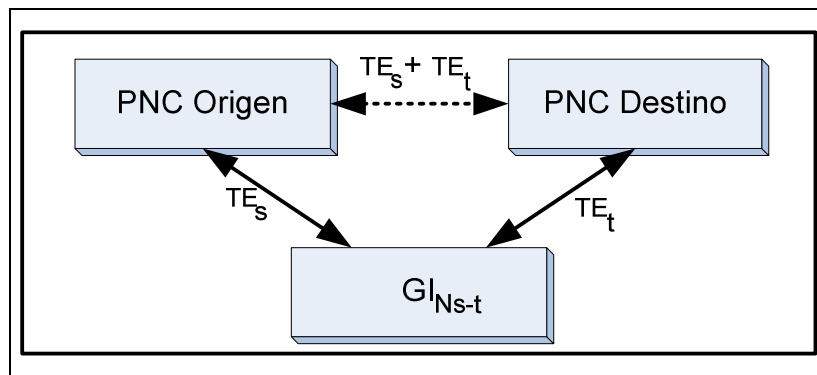 TEs+ TEt
PNC Origen
PNC Destino
TEs
TEt
GINs-t